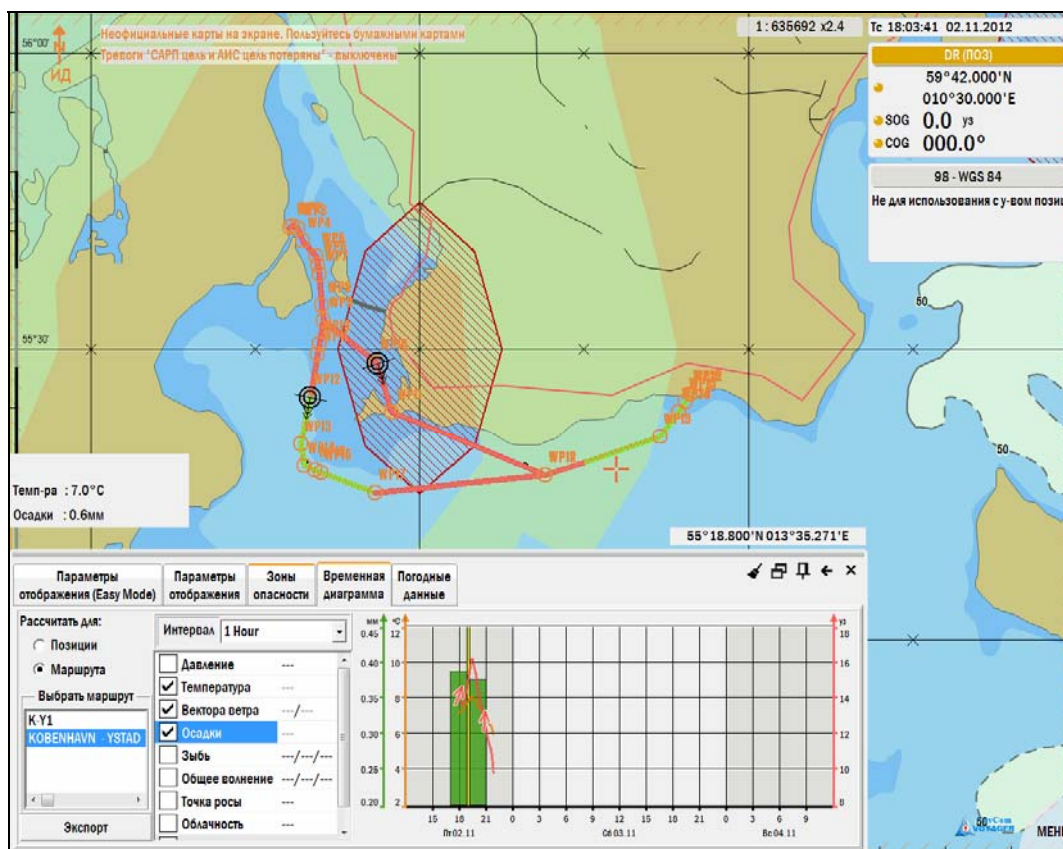 1 : 635692 x2.4
Тс 18:03:41 02.11.2012
56°00'
N
ИД
Неофициальные карты на экране. Пользуйтесь бумажными картами
Тревоги "САРП цель и АИС цель потеряны" - выключены
DR (ПОЗ)
59°42.000'N
010°30.000'E
SOG 0.0 уз
COG 000.0°
98 - WGS 84
Не для использования с у-вом позиц
WP4
55°30'
50
50
WP12
WP13
WP18
WP19
Темп-ра : 7.0°C
Осадки : 0.6мм
55°18.800'N 013°35.271'E
Параметры отображения (Easy Mode)
Параметры отображения
Зоны опасности
Временная диаграмма
Погодные данные
Рассчитать для:
Позиции
Маршрута
Выбрать маршрут
K-Y1
KOBENHAVN - YSTAD
Экспорт
Интервал 1 Hour
Давление ---
Температура ---
Вектора ветра ---/---
Осадки ---
Зыбь ---/---/---
Общее волнение ---/---/---
Точка росы ---
Облачность ---
мм °C уз
0.45 12 18
0.40 10 16
0.35 8 14
0.30 6 12
0.25 4 10
0.20 2 8
15 18 21 0 3 6 9 12 15 18 21 0 3 6 9
Пт 02.11 Сб 03.11 Вс 04.11
50
VOYAGER
МЕНЮ